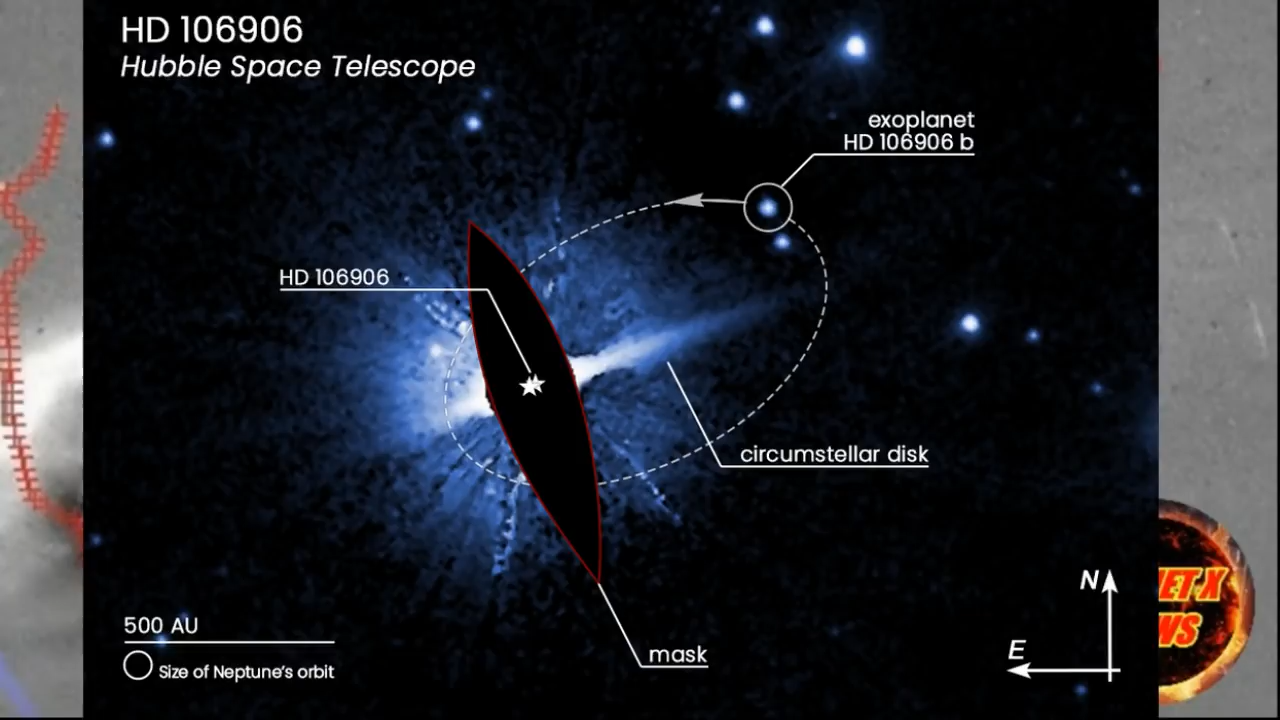 HD 106906
Hubble Space Telescope
exoplanet
HD 106906 b
HD 106906
circumstellar disk
N
500 AU
mask
E
Size of Neptune's orbit